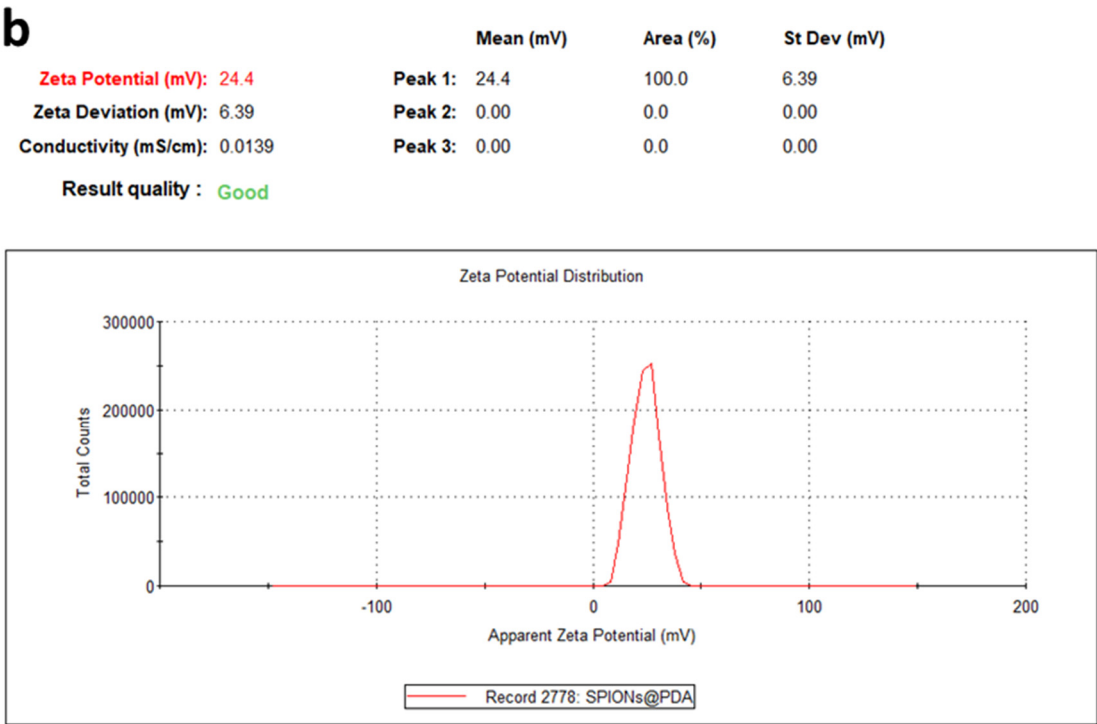 b
Mean (mV) Area (%) St Dev (mV)
Zeta Potential (mV): 24.4 Peak 1: 24.4 100.0 6.39
Zeta Deviation (mV): 6.39 Peak 2: 0.00 0.0 0.00
Conductivity (mS/cm): 0.0139 Peak 3: 0.00 0.0 0.00
Result quality : Good
Zeta Potential Distribution
300000
200000
100000
0
Total Counts
-100 0 100 200
Apparent Zeta Potential (mV)
Record 2778: SPIONs@PDA